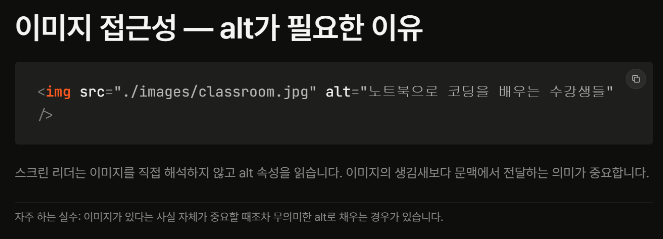 이미지 접근성 — alt가 필요한 이유
<img src="./images/classroom.jpg" alt="노트북으로 코딩을 배우는 수강생들"
/>
스크린 리더는 이미지를 직접 해석하지 않고 alt 속성을 읽습니다. 이미지의 생김새보다 문맥에서 전달하는 의미가 중요합니다.
자주 하는 실수: 이미지가 있다는 사실 자체가 중요할 때조차 무의미한 alt로 채우는 경우가 있습니다.